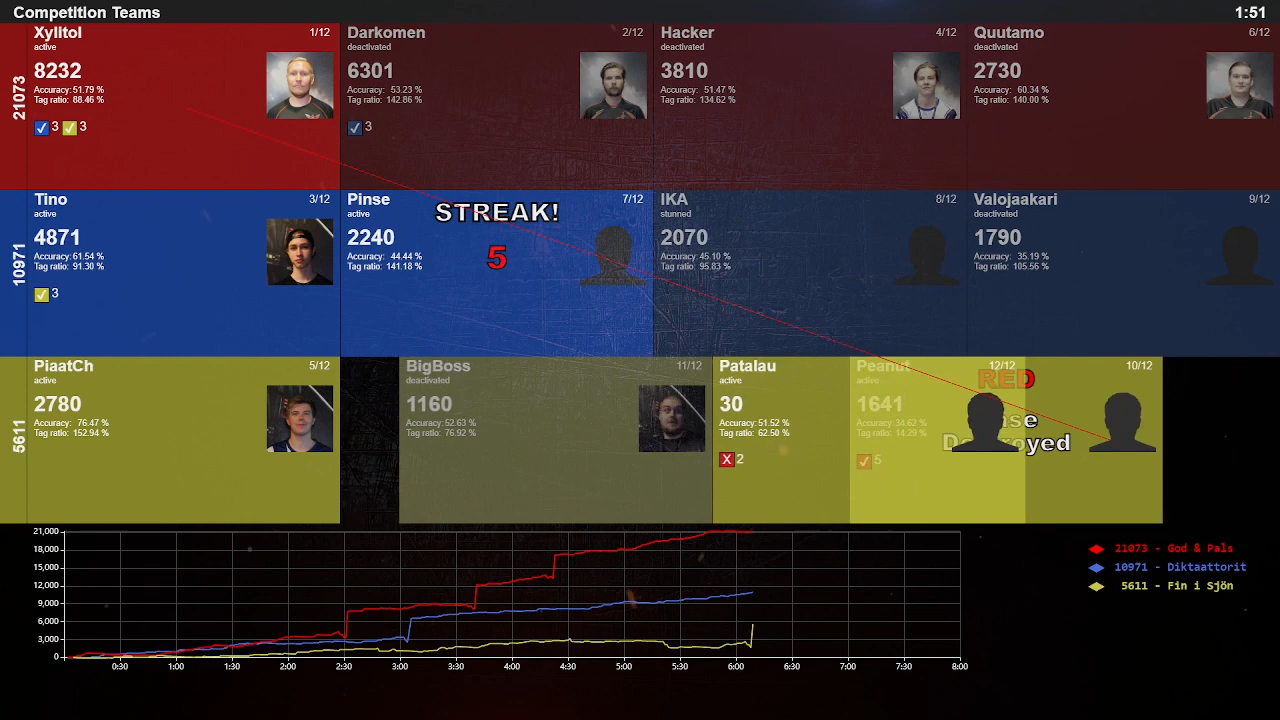 Competition Teams
1:51
21073
Xylitol 1/12
active
8232
Accuracy: 51.79 %
Tag ratio: 88.46 %
3 3
Darkomen 2/12
deactivated
6301
Accuracy: 53.23 %
Tag ratio: 142.86 %
3
Hacker 4/12
deactivated
3810
Accuracy: 51.47 %
Tag ratio: 134.62 %
Quutamo 6/12
deactivated
2730
Accuracy: 60.34 %
Tag ratio: 140.00 %
10971
Tino 3/12
active
4871
Accuracy: 61.54 %
Tag ratio: 91.30 %
3
Pinse 7/12
active
2240
Accuracy: 44.44 %
Tag ratio: 141.18 %
STREAK!
5
IKA 8/12
stunned
2070
Accuracy: 45.10 %
Tag ratio: 95.83 %
Valojaakari 9/12
deactivated
1790
Accuracy: 35.19 %
Tag ratio: 105.56 %
5611
PiaatCh 5/12
active
2780
Accuracy: 76.47 %
Tag ratio: 152.94 %
BigBoss 11/12
deactivated
1160
Accuracy: 52.63 %
Tag ratio: 76.92 %
Patalau 12/12
active
30
Accuracy: 51.52 %
Tag ratio: 62.50 %
X 2
Peanut 10/12
active
1641
Accuracy: 34.62 %
Tag ratio: 14.29 %
5
RED
21,000
18,000
15,000
12,000
9,000
6,000
3,000
0
0:30 1:00 1:30 2:00 2:30 3:00 3:30 4:00 4:30 5:00 5:30 6:00 6:30 7:00 7:30 8:00
21073 - God & Pals
10971 - Diktaattorit
5611 - Fin i Sjön